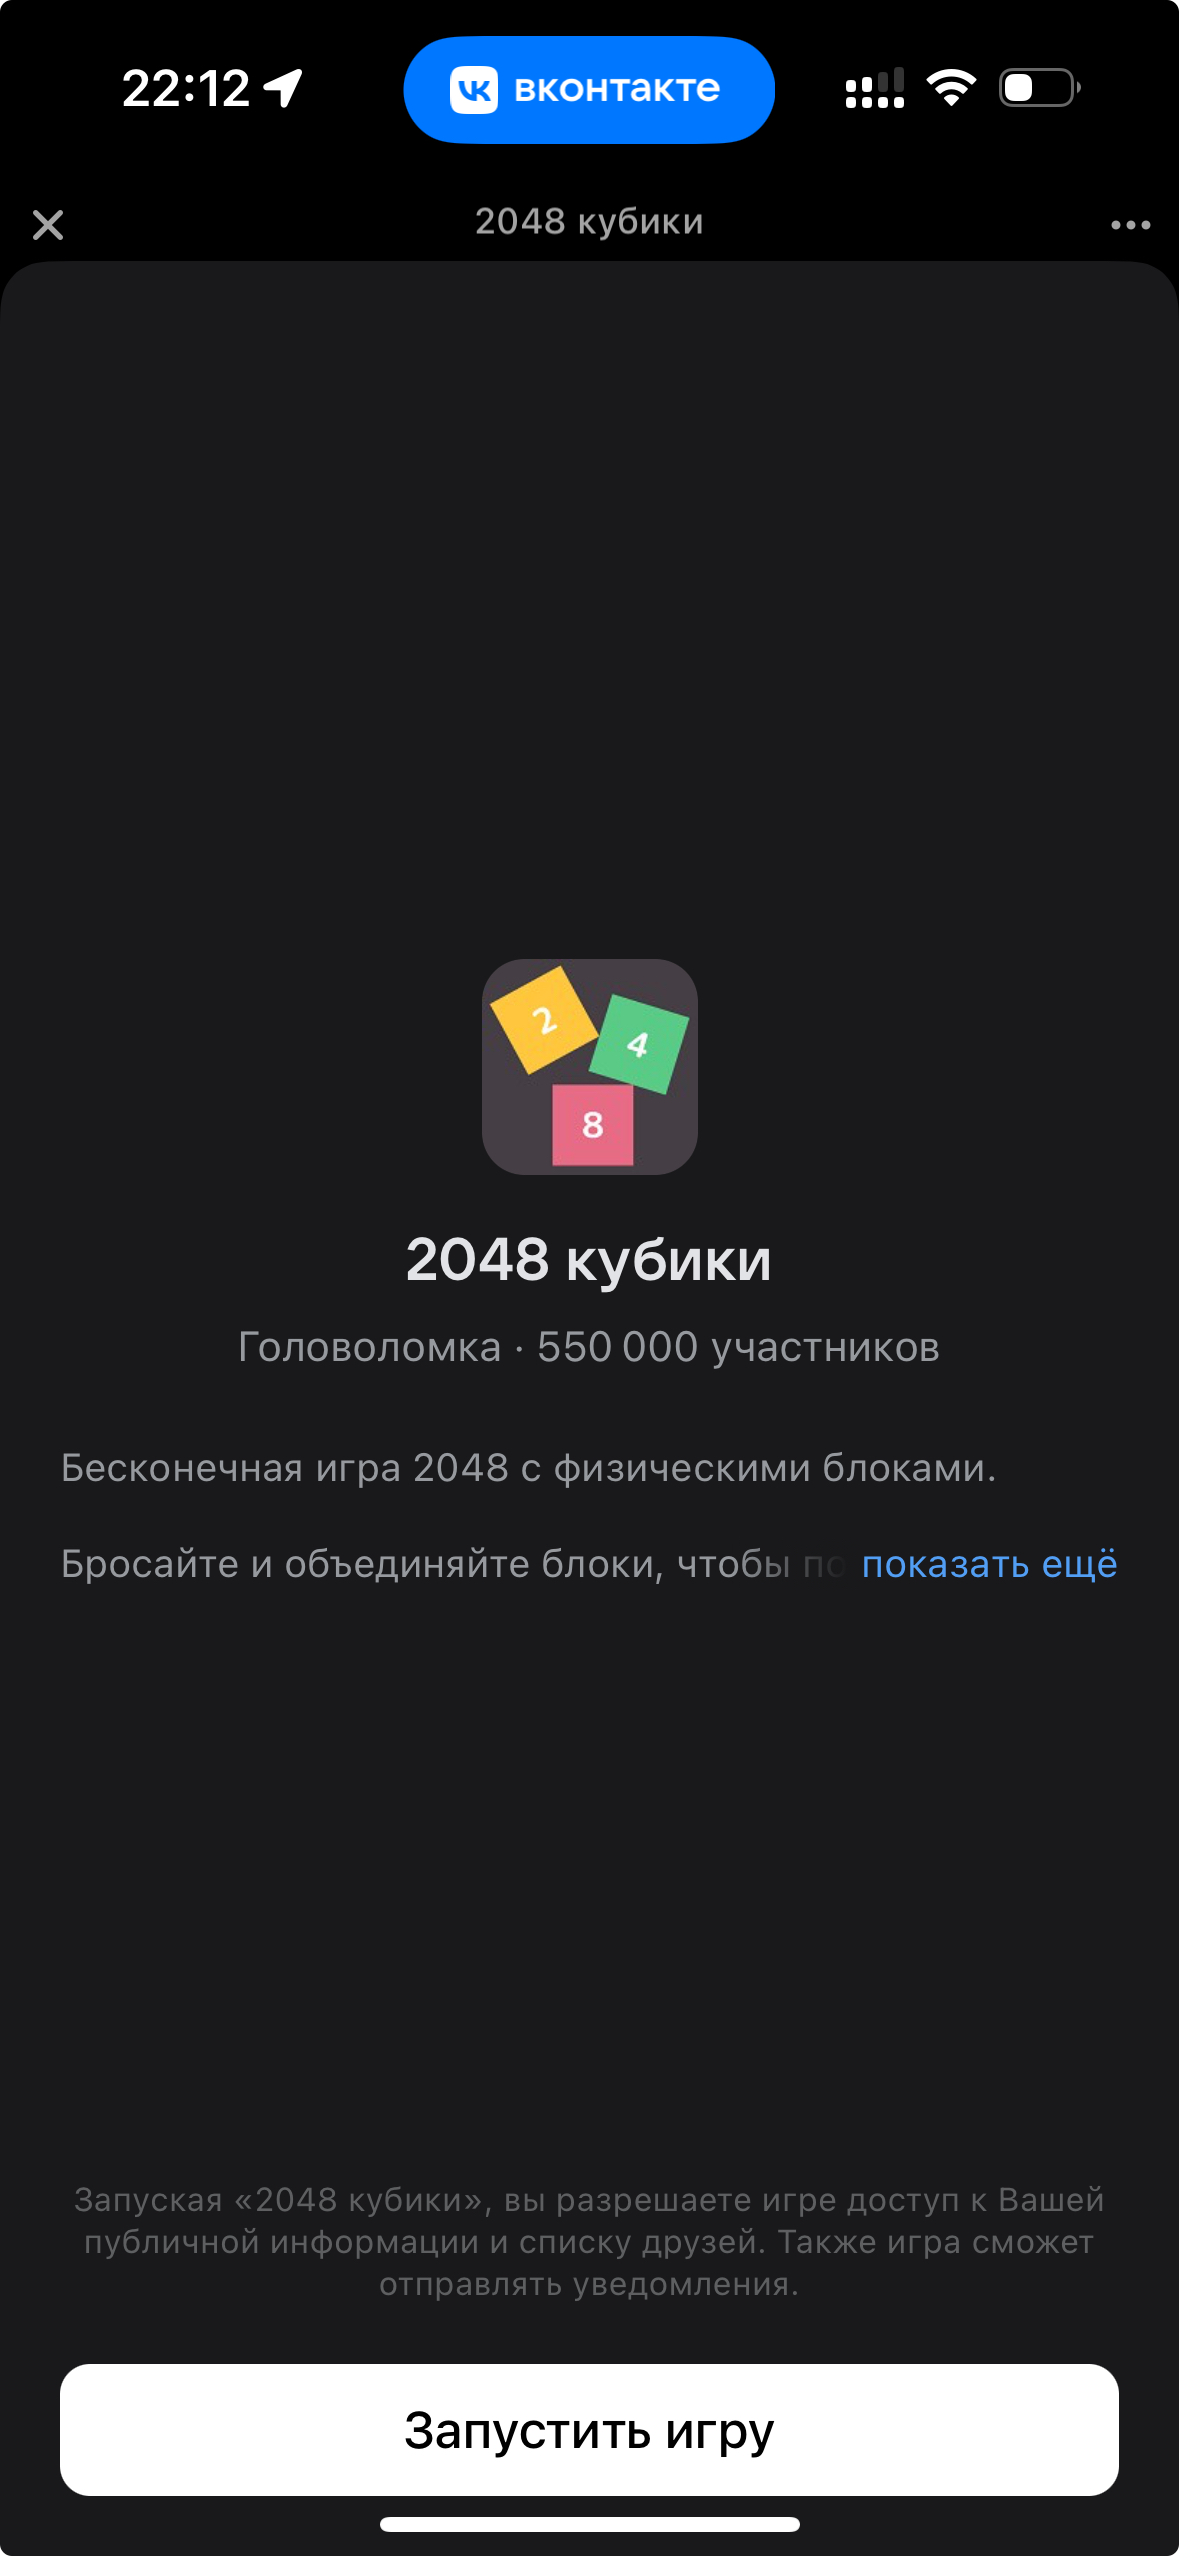 22:12
вконтакте
2048 кубики
2
4
8
2048 кубики
Головоломка · 550 000 участников
Бесконечная игра 2048 с физическими блоками.
Бросайте и объединяйте блоки, чтобы по показать ещё
Запуская «2048 кубики», вы разрешаете игре доступ к Вашей
публичной информации и списку друзей. Также игра сможет
отправлять уведомления.
Запустить игру